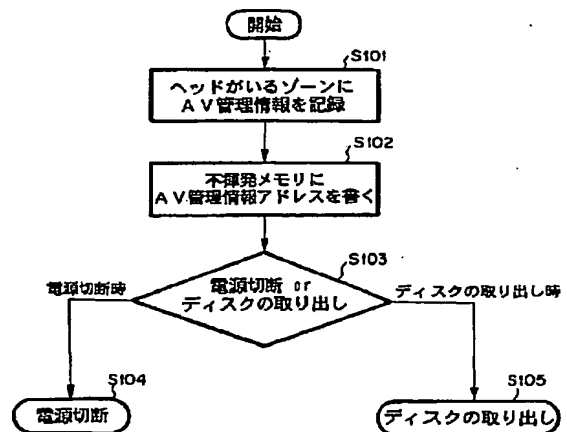 開始
S101
ヘッドがいるゾーンに
AV管理情報を記録
S102
不揮発メモリに
AV管理情報アドレスを書く
S103
電源切断 or
ディスクの取り出し
電源切断時
ディスクの取り出し時
S104
電源切断
S105
ディスクの取り出し